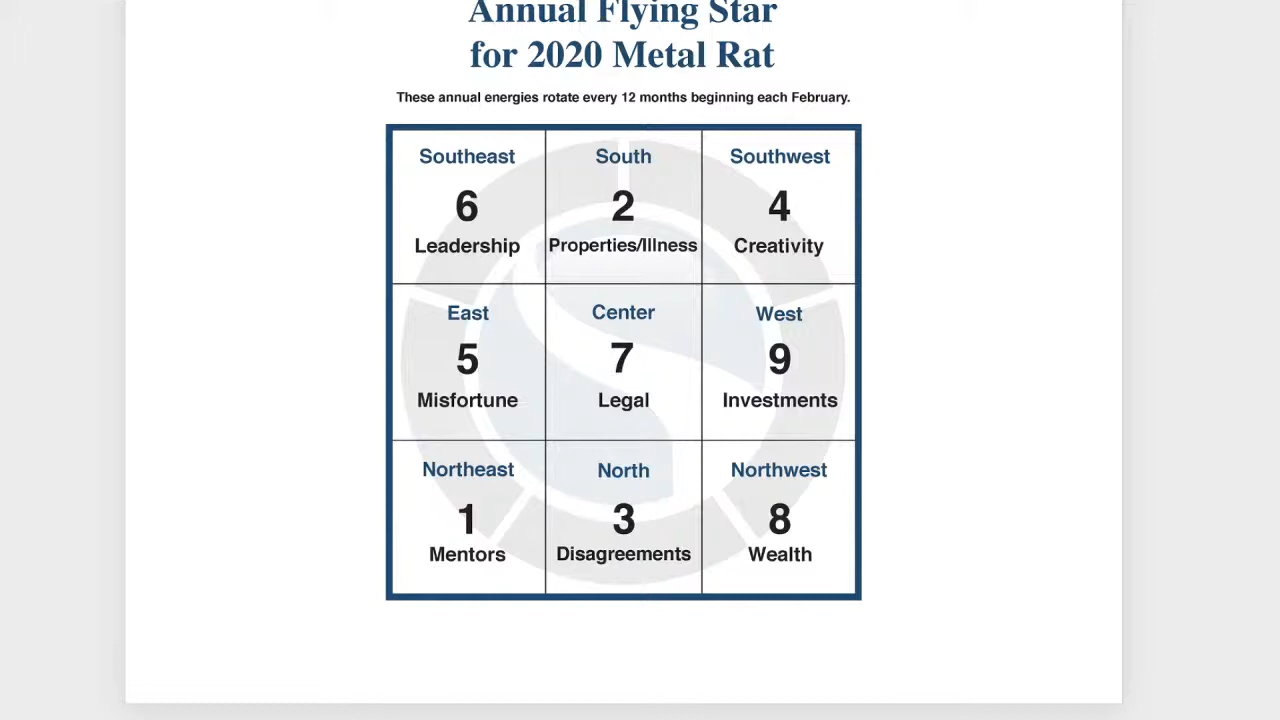 Annual Flying Star
for 2020 Metal Rat
These annual energies rotate every 12 months beginning each February.
Southeast
6
Leadership
South
2
Properties/Illness
Southwest
4
Creativity
East
5
Misfortune
Center
7
Legal
West
9
Investments
Northeast
1
Mentors
North
3
Disagreements
Northwest
8
Wealth